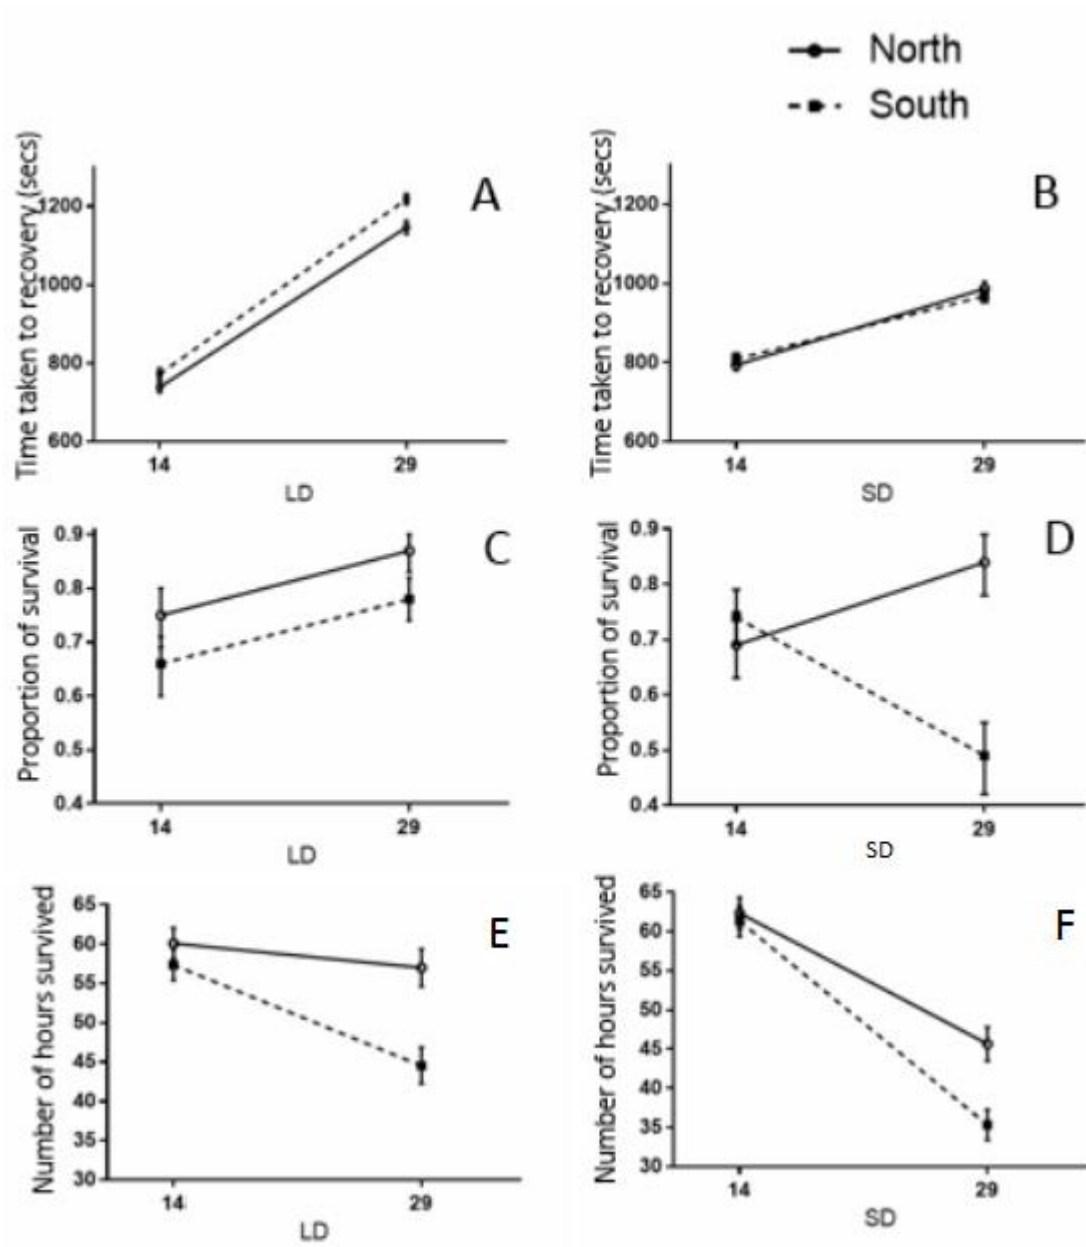 North
South
Time taken to recovery (secs)
A
1200
1000
800
600
14 29
LD
Time taken to recovery (secs)
B
1200
1000
800
600
14 29
SD
Proportion of survival
C
0.9
0.8
0.7
0.6
0.5
0.4
14 29
LD
Proportion of survival
D
0.9
0.8
0.7
0.6
0.5
0.4
14 29
SD
Number of hours survived
E
65
60
55
50
45
40
35
30
14 29
LD
Number of hours survived
F
65
60
55
50
45
40
35
30
14 29
SD